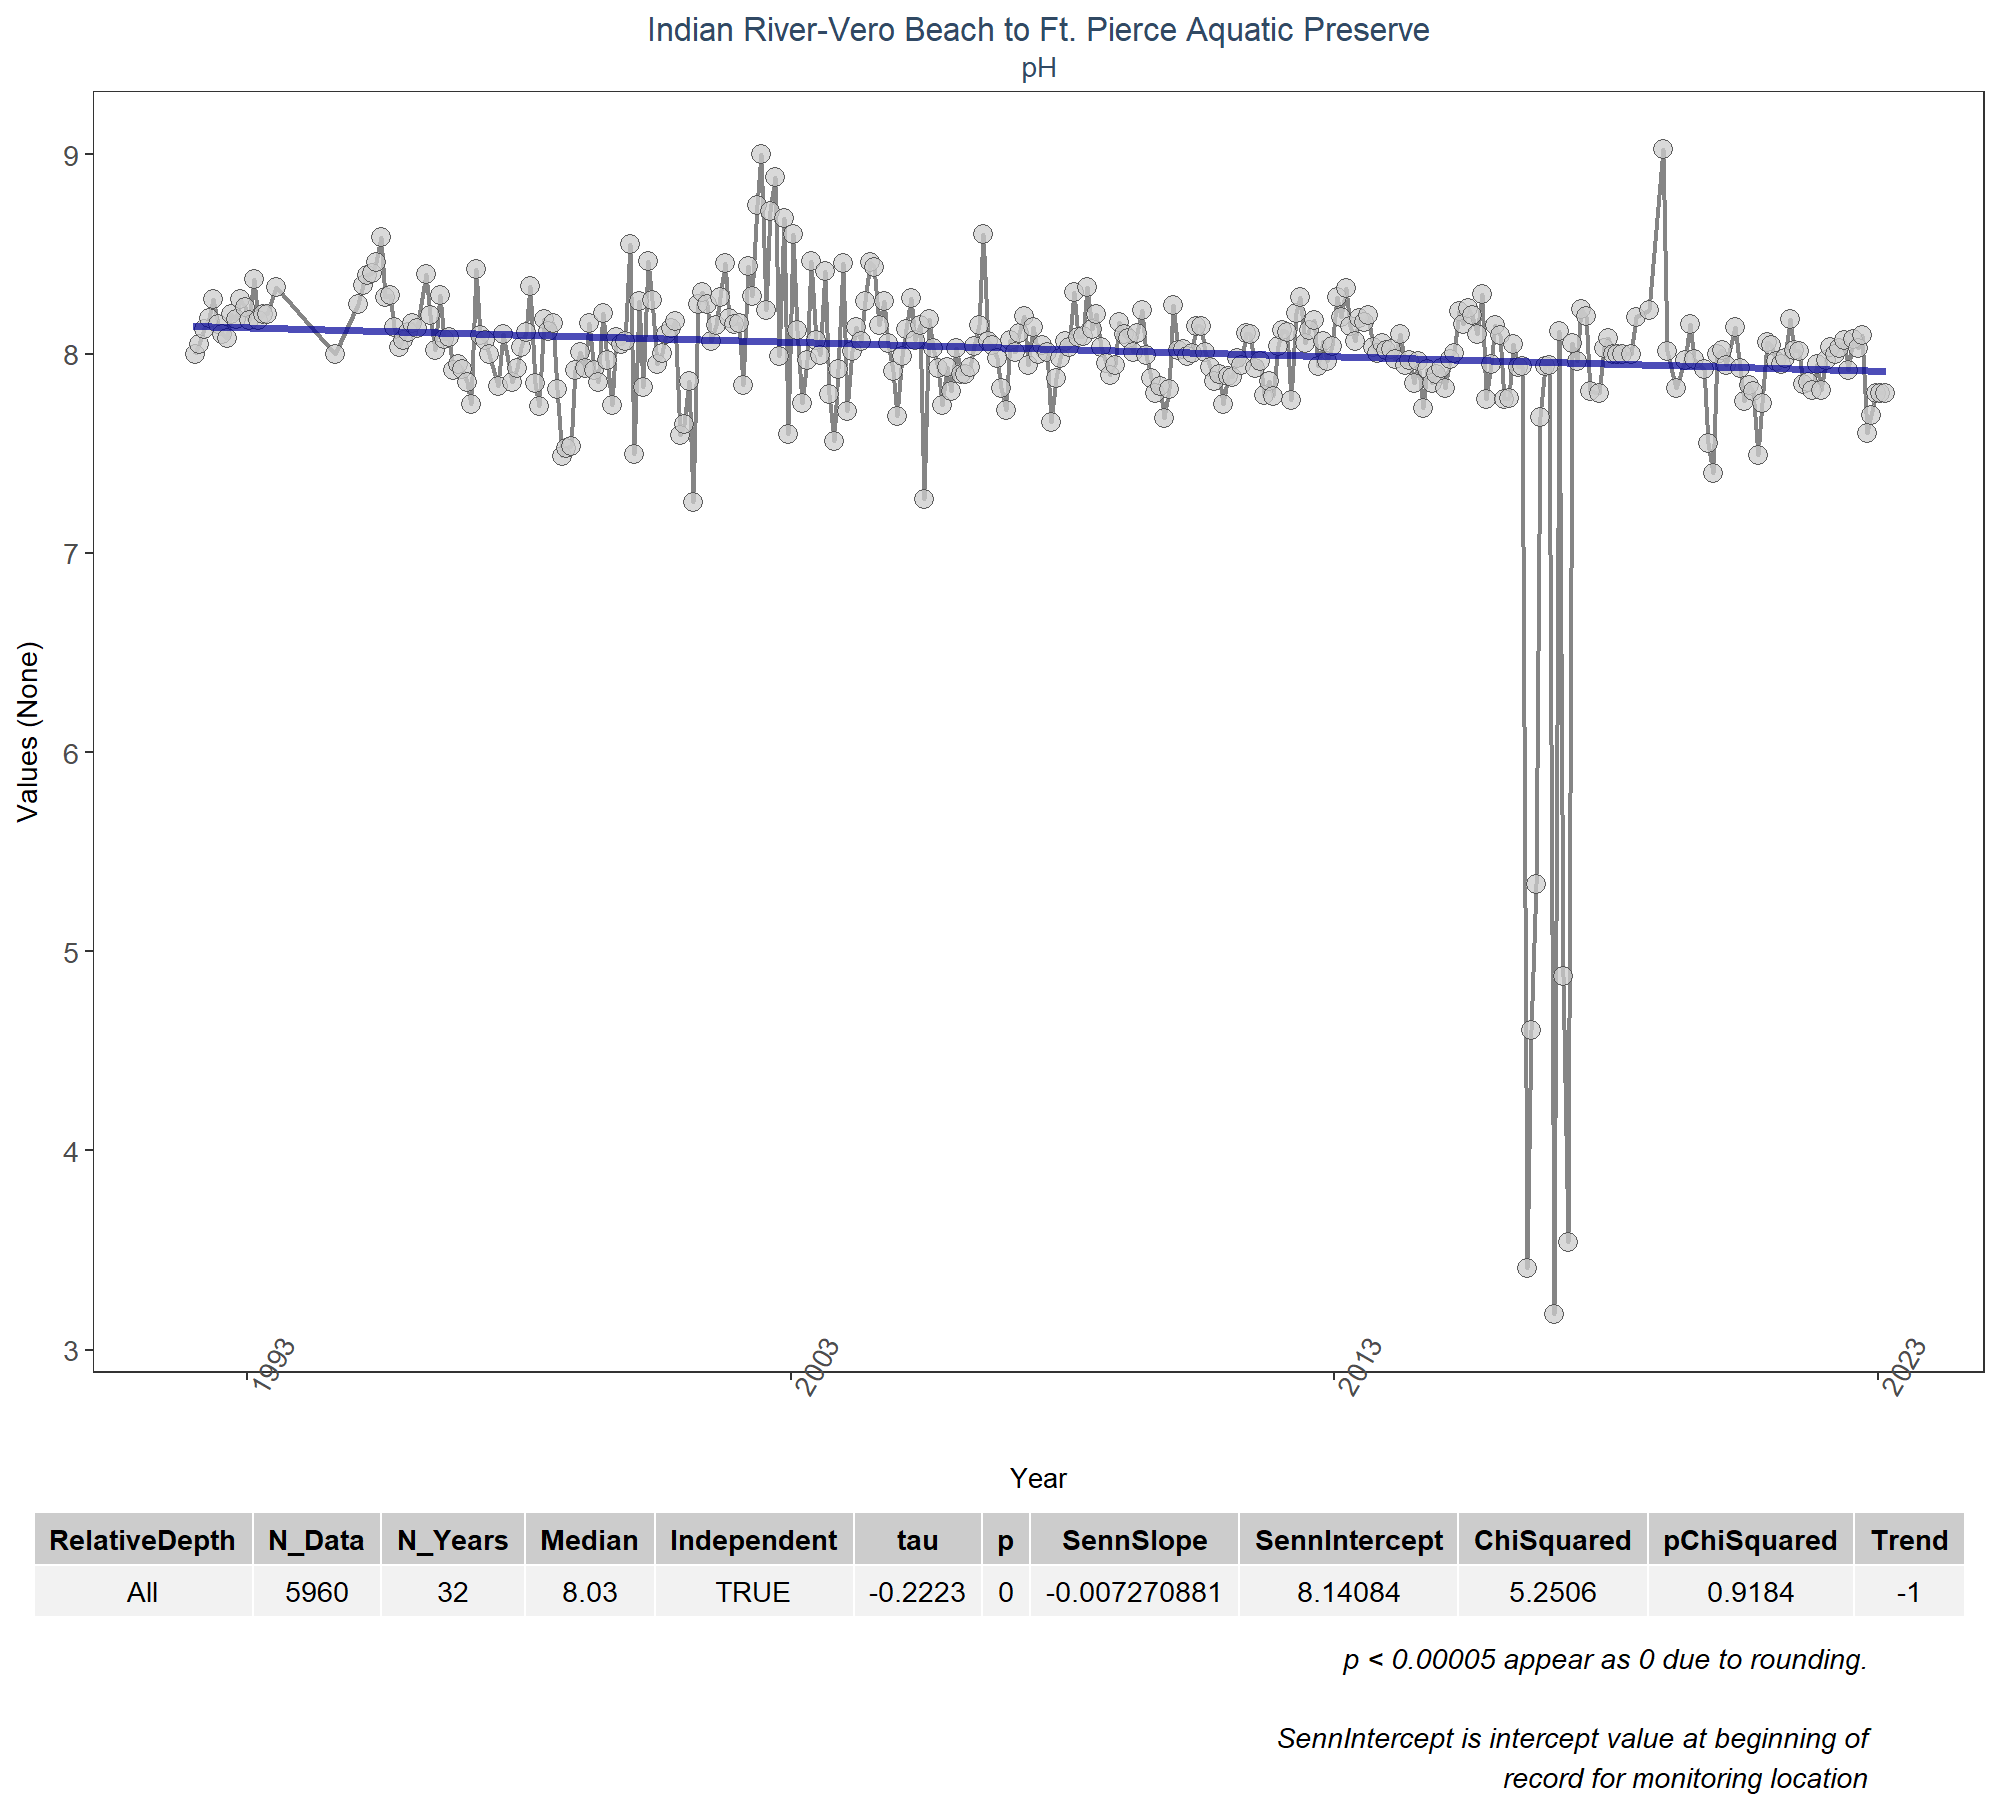 Indian River-Vero Beach to Ft. Pierce Aquatic Preserve
pH
9
8
7
6
5
4
3
Values (None)
1993
2003
2013
2023
Year
RelativeDepth N_Data N_Years Median Independent tau p SennSlope SennIntercept ChiSquared pChiSquared Trend
All 5960 32 8.03 TRUE -0.2223 0 -0.007270881 8.14084 5.2506 0.9184 -1
p < 0.00005 appear as 0 due to rounding.
SennIntercept is intercept value at beginning of
record for monitoring location